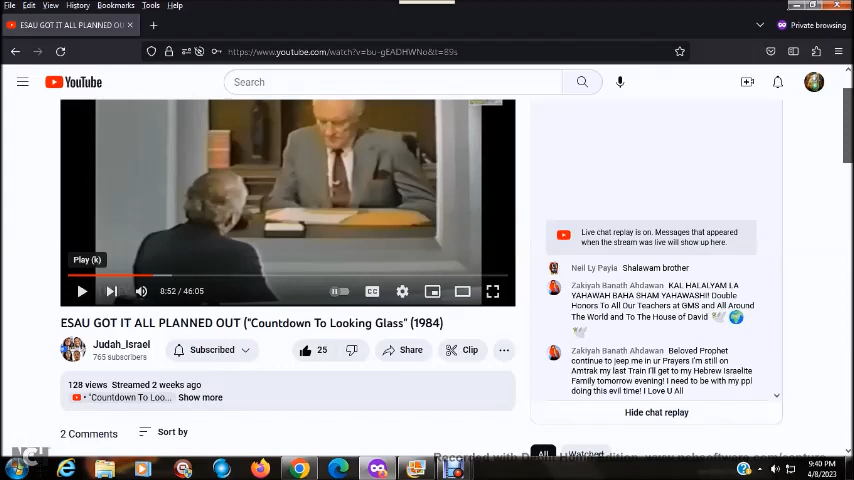 File Edit View History Bookmarks Tools Help
ESAU GOT IT ALL PLANNED OU
Private browsing
https://www.youtube.com/watch?v=bu-gEADHWNo&t=89s
YouTube
Search
Live chat replay is on. Messages that appeared
when the stream was live will show up here.
Neil Ly Payia Shalawam brother
Zakiyah Banath Ahdawan KAL HALALYAM LA
YAHAWAH BAHA SHAM YAHAWASHI! Double
Honors To All Our Teachers at GMS and All Around
The World and To The House of David
Zakiyah Banath Ahdawan Beloved Prophet
continue to jeep me in ur Prayers I'm still on
Amtrak my last Train I'll get to my Hebrew Israelite
Family tomorrow evening! I need to be with my ppl
doing this evil time! I Love U All
Hide chat replay
All Watched
Play (k)
8:52 / 46:05
CC
ESAU GOT IT ALL PLANNED OUT ("Countdown To Looking Glass" (1984)
Judah_Israel
765 subscribers
Subscribed
25
Share
Clip
128 views Streamed 2 weeks ago
"Countdown To Loo... Show more
2 Comments
Sort by
NCH
9:40 PM
4/8/2023